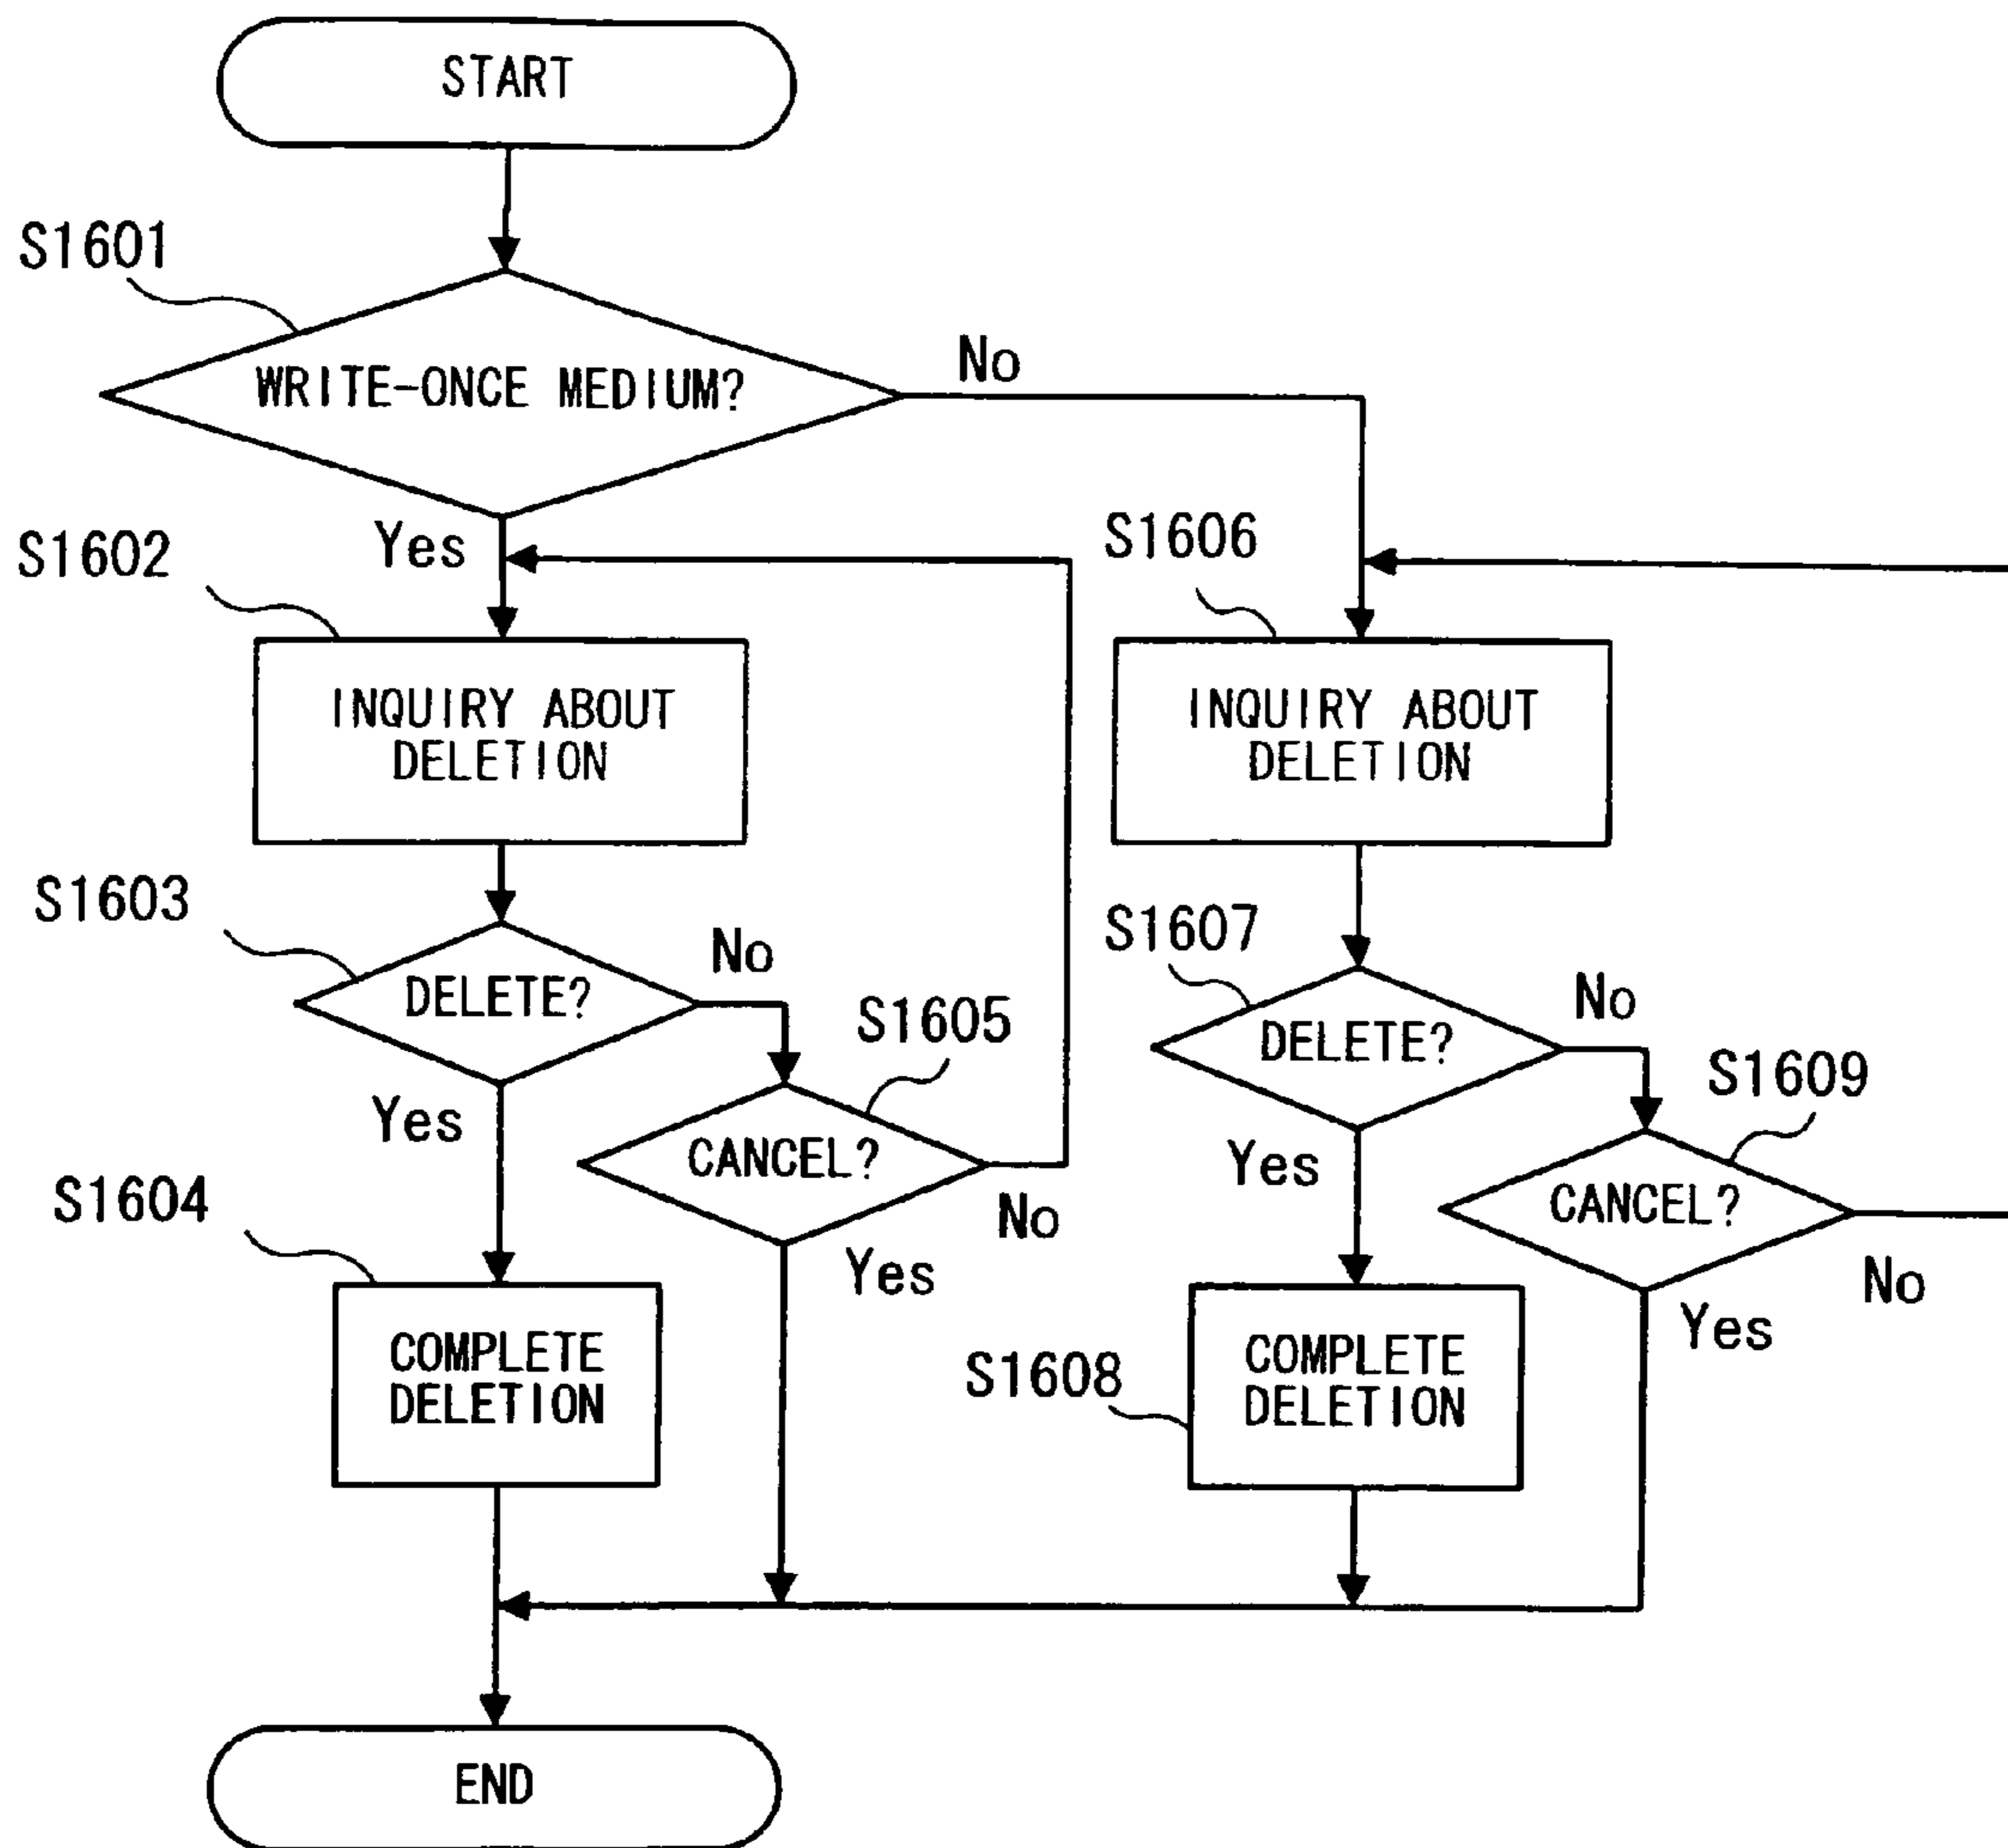 START
S1601
WRITE-ONCE MEDIUM?
No
Yes
S1602
INQUIRY ABOUT
DELETION
S1603
DELETE?
No
Yes
S1605
CANCEL?
No
Yes
S1604
COMPLETE
DELETION
S1606
INQUIRY ABOUT
DELETION
S1607
DELETE?
No
Yes
S1609
CANCEL?
No
Yes
S1608
COMPLETE
DELETION
END